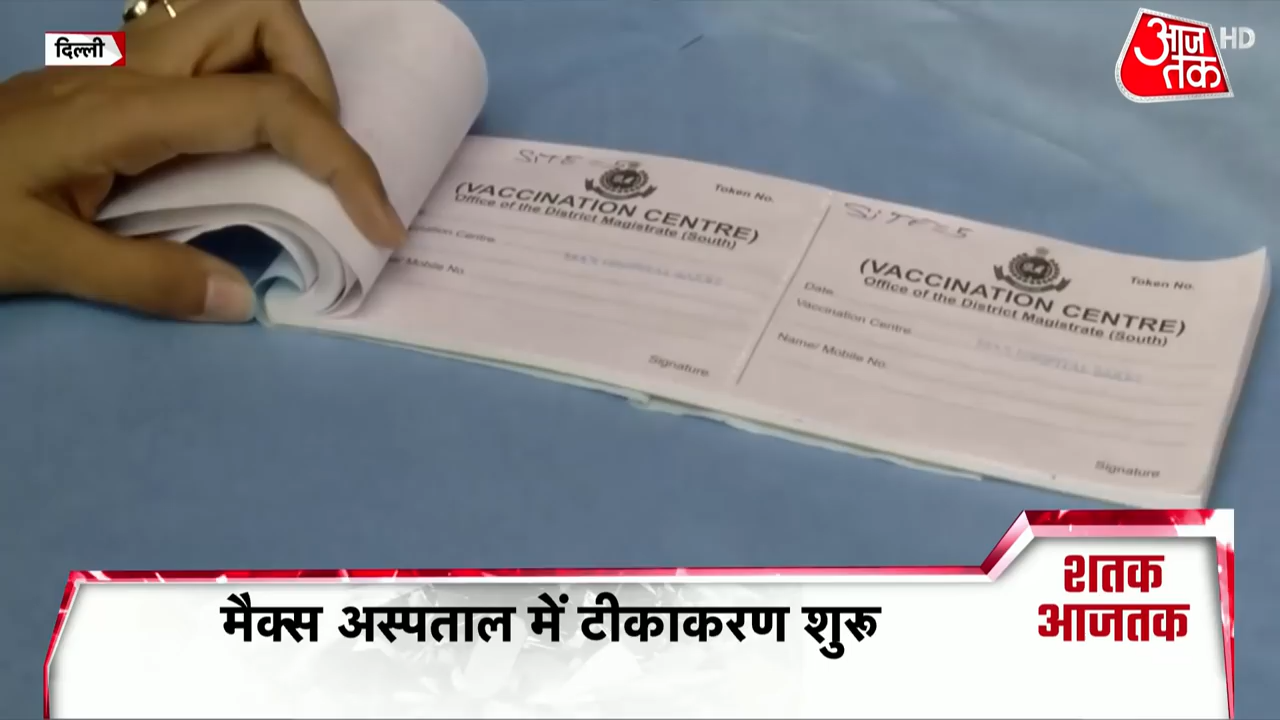 दिल्ली
आज
तक
HD
SITE - 5
Token No.
(VACCINATION CENTRE)
Office of the District Magistrate (South)
Centre
Mobile No.
Signature
SITE - 5
Token No.
(VACCINATION CENTRE)
Office of the District Magistrate (South)
Date
Vaccination Centre
Name/ Mobile No.
Signature
मैक्स अस्पताल में टीकाकरण शुरू
शतक
आजतक